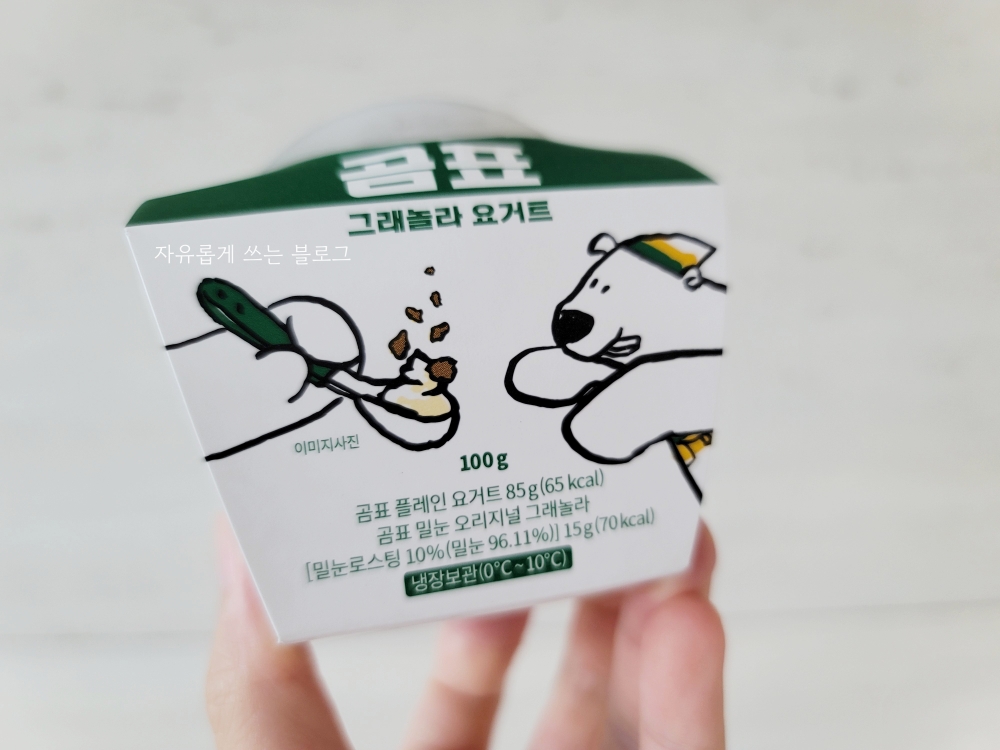 곰표
그래놀라 요거트
자유롭게 쓰는 블로그
이미지사진
100g
곰표 플레인 요거트 85g(65 kcal)
곰표 밀눈 오리지널 그래놀라
[밀눈로스팅 10%(밀눈 96.11%)] 15g(70kcal)
냉장보관(0°C~10°C)